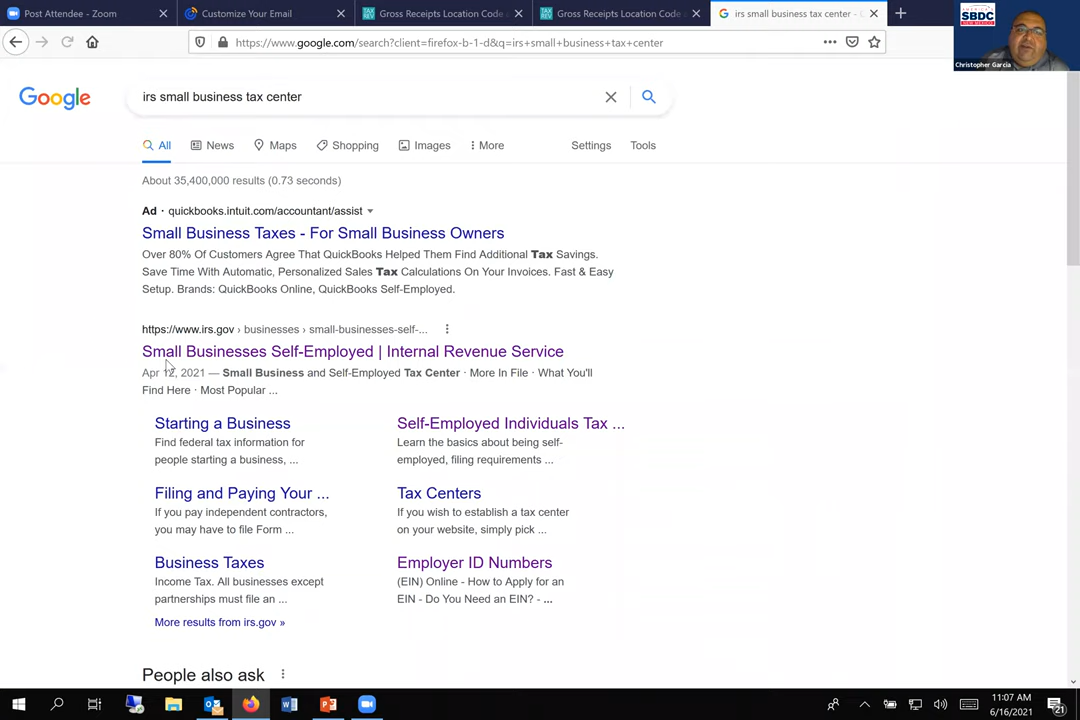 Post Attendee - Zoom
Customize Your Email
Gross Receipts Location Code a
Gross Receipts Location Code a
irs small business tax center -
https://www.google.com/search?client=firefox-b-1-d&q=irs+small+business+tax+center
SBDC
NEW MEXICO
Christopher Garcia
Google
irs small business tax center
All
News
Maps
Shopping
Images
More
Settings
Tools
About 35,400,000 results (0.73 seconds)
Ad · quickbooks.intuit.com/accountant/assist
Small Business Taxes - For Small Business Owners
Over 80% Of Customers Agree That QuickBooks Helped Them Find Additional Tax Savings.
Save Time With Automatic, Personalized Sales Tax Calculations On Your Invoices. Fast & Easy
Setup. Brands: QuickBooks Online, QuickBooks Self-Employed.
https://www.irs.gov › businesses › small-businesses-self-...
Small Businesses Self-Employed | Internal Revenue Service
Apr 12, 2021 — Small Business and Self-Employed Tax Center · More In File · What You'll
Find Here · Most Popular ...
Starting a Business
Find federal tax information for
people starting a business, ...
Self-Employed Individuals Tax ...
Learn the basics about being self-
employed, filing requirements ...
Filing and Paying Your ...
If you pay independent contractors,
you may have to file Form ...
Tax Centers
If you wish to establish a tax center
on your website, simply pick ...
Business Taxes
Income Tax. All businesses except
partnerships must file an ...
Employer ID Numbers
(EIN) Online - How to Apply for an
EIN - Do You Need an EIN? - ...
More results from irs.gov »
People also ask
11:07 AM
6/16/2021
21